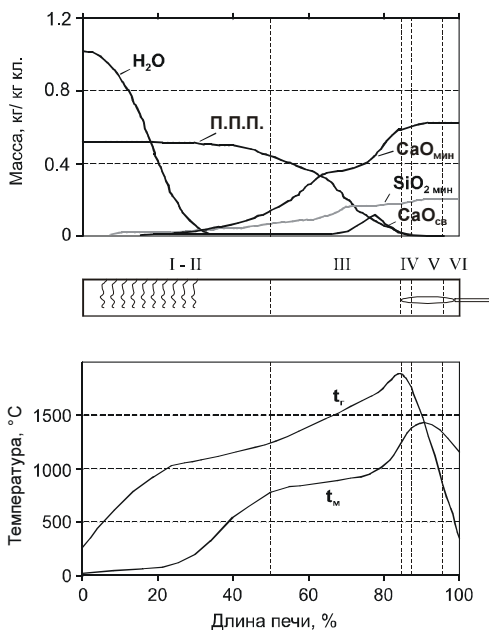 Масса, кг/ кг кл.
1.2
0.8
0.4
0
H₂O
П.П.П.
CaOмин
SiO₂ мин
CaOсв
I - II
III
IV
V
VI
Температура, °С
1500
1000
500
0
tг
tм
0
20
40
60
80
100
Длина печи, %